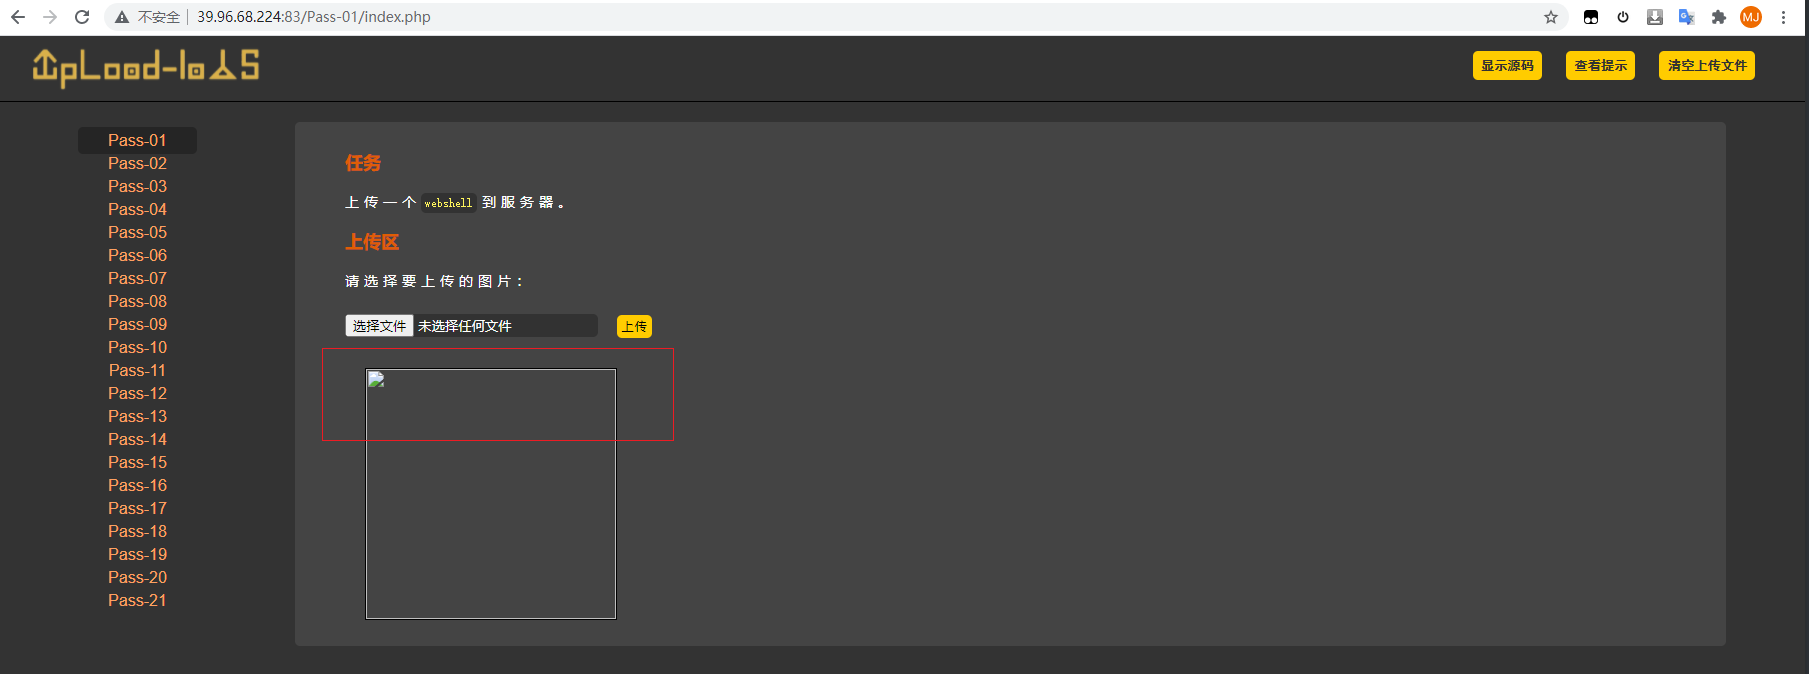 不安全 39.96.68.224:83/Pass-01/index.php
MJ
UpLoad-labs
显示源码 查看提示 清空上传文件
Pass-01
Pass-02
Pass-03
Pass-04
Pass-05
Pass-06
Pass-07
Pass-08
Pass-09
Pass-10
Pass-11
Pass-12
Pass-13
Pass-14
Pass-15
Pass-16
Pass-17
Pass-18
Pass-19
Pass-20
Pass-21
任务
上传一个 webshell 到服务器。
上传区
请选择要上传的图片：
选择文件 未选择任何文件 上传